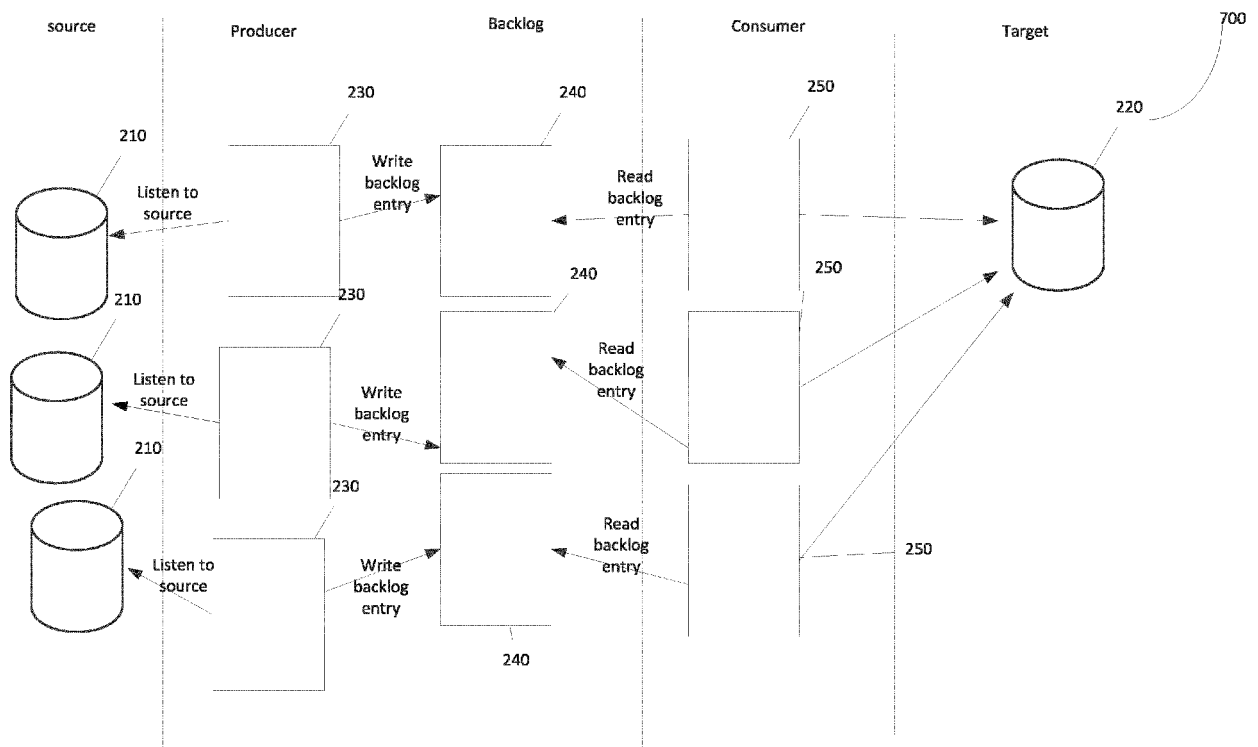 source
Producer
Backlog
Consumer
Target
700
230
240
250
220
210
Listen to
source
Write
backlog
entry
Read
backlog
entry
210
230
240
250
Listen to
source
Write
backlog
entry
Read
backlog
entry
210
230
Listen to
source
Write
backlog
entry
Read
backlog
entry
250
240